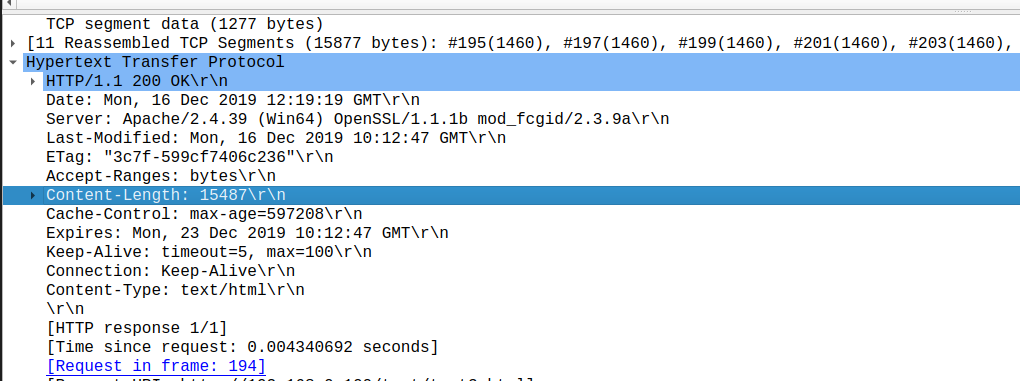 TCP segment data (1277 bytes)
[11 Reassembled TCP Segments (15877 bytes): #195(1460), #197(1460), #199(1460), #201(1460), #203(1460),
Hypertext Transfer Protocol
HTTP/1.1 200 OK\r\n
Date: Mon, 16 Dec 2019 12:19:19 GMT\r\n
Server: Apache/2.4.39 (Win64) OpenSSL/1.1.1b mod_fcgid/2.3.9a\r\n
Last-Modified: Mon, 16 Dec 2019 10:12:47 GMT\r\n
ETag: "3c7f-599cf7406c236"\r\n
Accept-Ranges: bytes\r\n
Content-Length: 15487\r\n
Cache-Control: max-age=597208\r\n
Expires: Mon, 23 Dec 2019 10:12:47 GMT\r\n
Keep-Alive: timeout=5, max=100\r\n
Connection: Keep-Alive\r\n
Content-Type: text/html\r\n
\r\n
[HTTP response 1/1]
[Time since request: 0.004340692 seconds]
[Request in frame: 194]